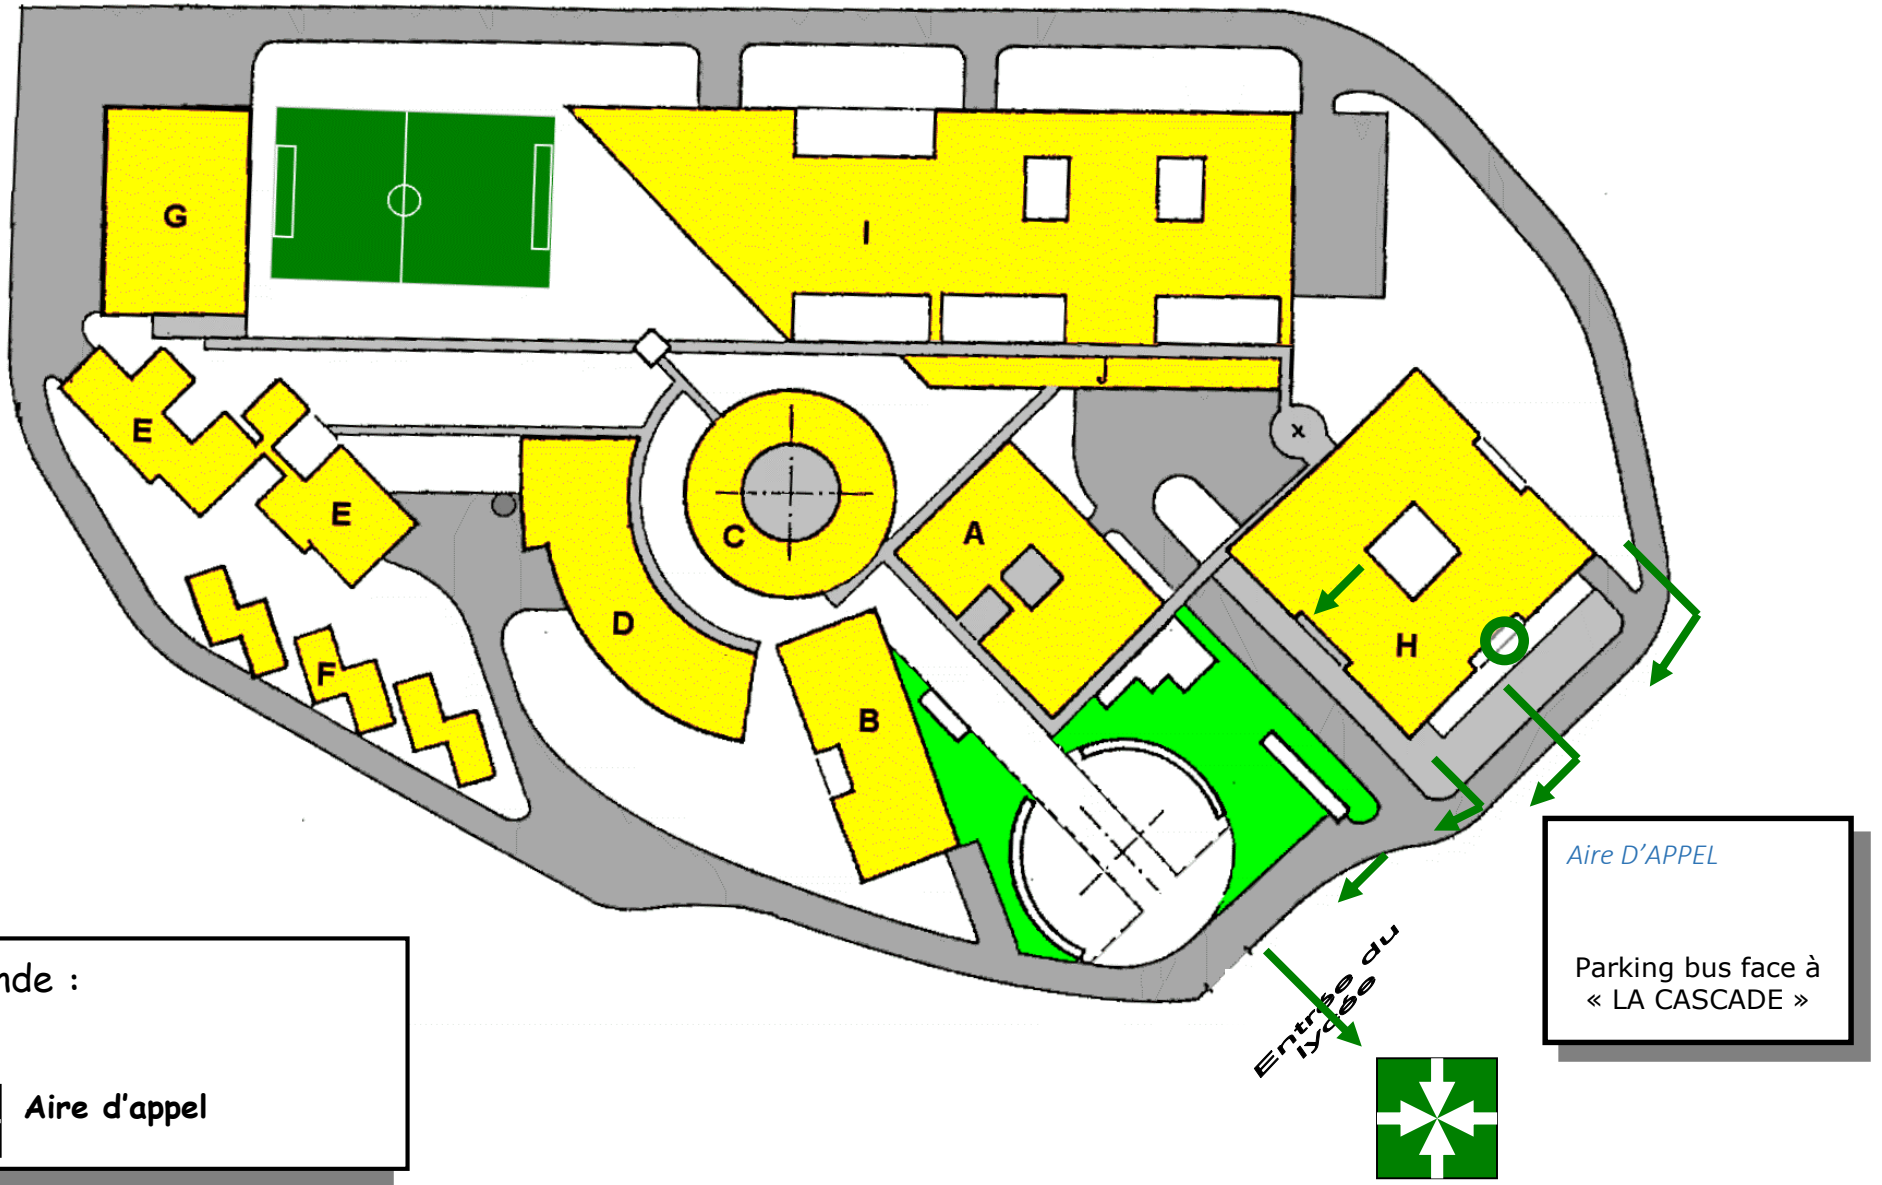 G
I
J
E
E
x
A
C
D
H
F
B
Aire D'APPEL
Parking bus face à
« LA CASCADE »
Entrée du
lycée
nde :
Aire d'appel